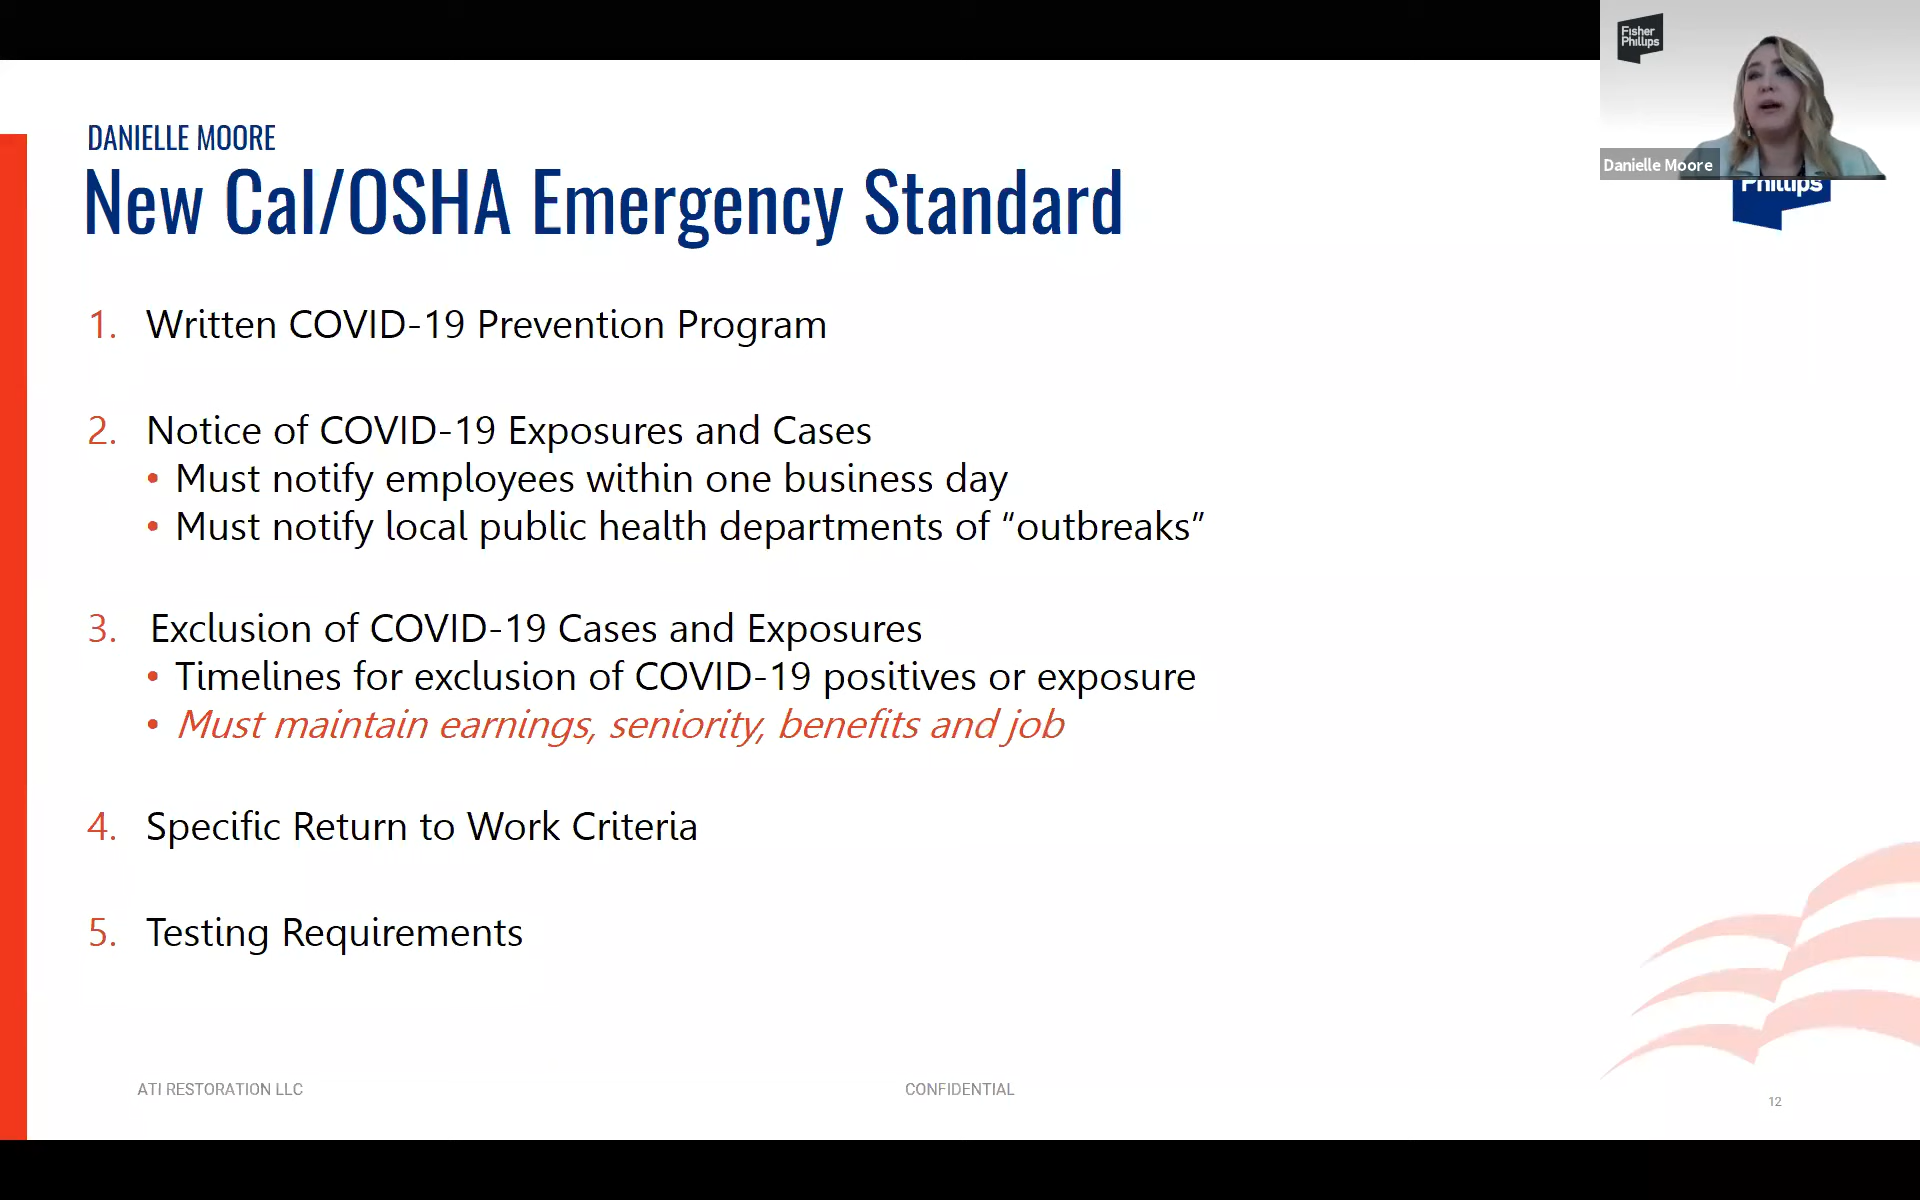 Fisher
Phillips
Danielle Moore
Phillips
DANIELLE MOORE
New Cal/OSHA Emergency Standard
1. Written COVID-19 Prevention Program
2. Notice of COVID-19 Exposures and Cases
• Must notify employees within one business day
• Must notify local public health departments of “outbreaks”
3. Exclusion of COVID-19 Cases and Exposures
• Timelines for exclusion of COVID-19 positives or exposure
• Must maintain earnings, seniority, benefits and job
4. Specific Return to Work Criteria
5. Testing Requirements
ATI RESTORATION LLC
CONFIDENTIAL
12